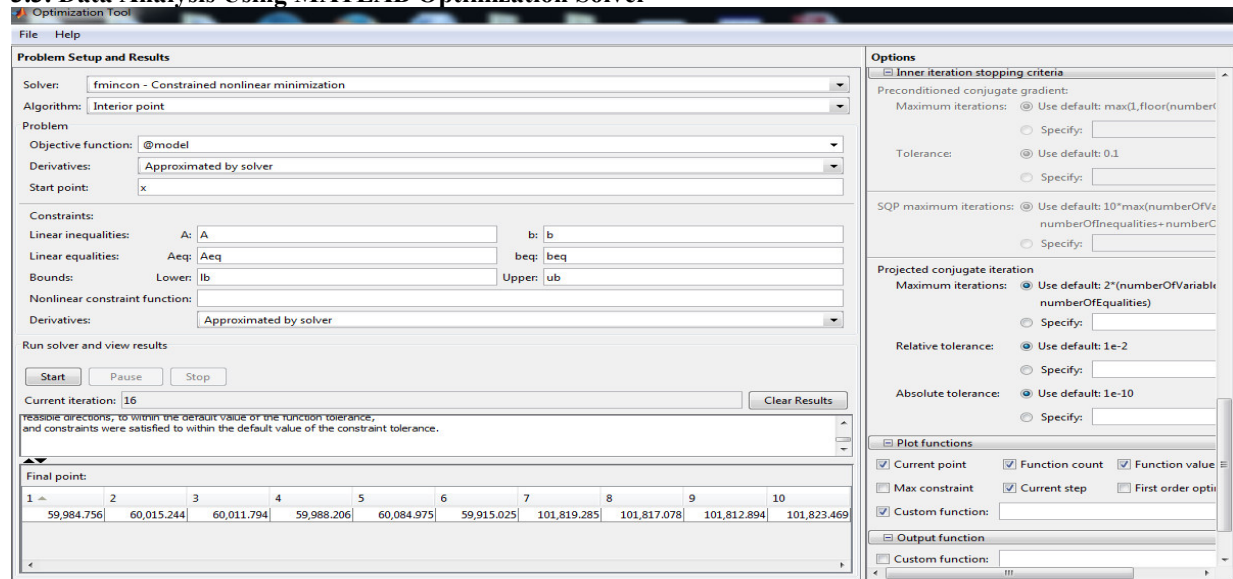 3.3. Data Analysis Using MATLAB Optimization Solver
Optimization Tool
File Help
Problem Setup and Results
Solver: fmincon - Constrained nonlinear minimization
Algorithm: Interior point
Problem
Objective function: @model
Derivatives: Approximated by solver
Start point: x
Constraints:
Linear inequalities: A: A b: b
Linear equalities: Aeq: Aeq beq: beq
Bounds: Lower: lb Upper: ub
Nonlinear constraint function:
Derivatives: Approximated by solver
Run solver and view results
Start Pause Stop
Current iteration: 16 Clear Results
feasible directions, to within the default value of the function tolerance,
and constraints were satisfied to within the default value of the constraint tolerance.
Final point:
1 2 3 4 5 6 7 8 9 10
59,984.756 60,015.244 60,011.794 59,988.206 60,084.975 59,915.025 101,819.285 101,817.078 101,812.894 101,823.469
Options
Inner iteration stopping criteria
Preconditioned conjugate gradient:
Maximum iterations: Use default: max(1,floor(number
Specify:
Tolerance: Use default: 0.1
Specify:
SQP maximum iterations: Use default: 10*max(numberOfVa
numberOfInequalities+numberO
Specify:
Projected conjugate iteration
Maximum iterations: Use default: 2*(numberOfVariable
numberOfEqualities)
Specify:
Relative tolerance: Use default: 1e-2
Specify:
Absolute tolerance: Use default: 1e-10
Specify:
Plot functions
Current point Function count Function value
Max constraint Current step First order opti
Custom function:
Output function
Custom function: